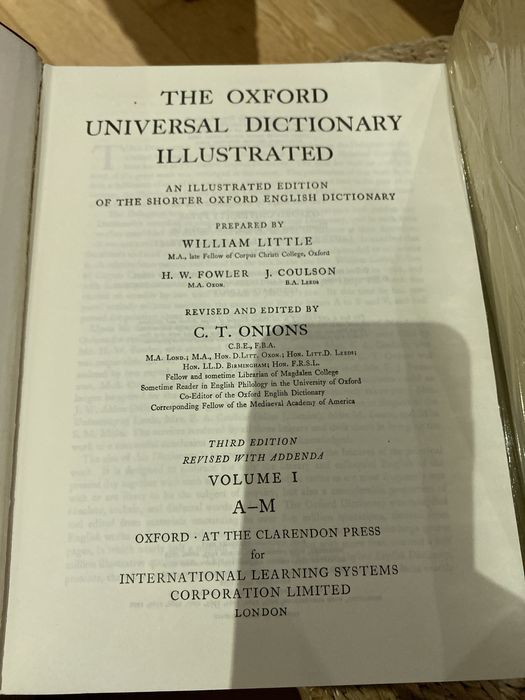 THE OXFORD
UNIVERSAL DICTIONARY
ILLUSTRATED
AN ILLUSTRATED EDITION
OF THE SHORTER OXFORD ENGLISH DICTIONARY
PREPARED BY
WILLIAM LITTLE
M.A., late Fellow of Corpus Christi College, Oxford
H. W. FOWLER J. COULSON
M.A. OXON. B.A. LEEDS
REVISED AND EDITED BY
C. T. ONIONS
C.B.E., F.B.A.
M.A. LOND.; M.A., HON. D.LITT. OXON.; HON. LITT.D. LEEDS;
HON. LL.D. BIRMINGHAM; HON. F.R.S.L.
Fellow and sometime Librarian of Magdalen College
Sometime Reader in English Philology in the University of Oxford
Co-Editor of the Oxford English Dictionary
Corresponding Fellow of the Mediaeval Academy of America
THIRD EDITION
REVISED WITH ADDENDA
VOLUME I
A–M
OXFORD · AT THE CLARENDON PRESS
for
INTERNATIONAL LEARNING SYSTEMS
CORPORATION LIMITED
LONDON